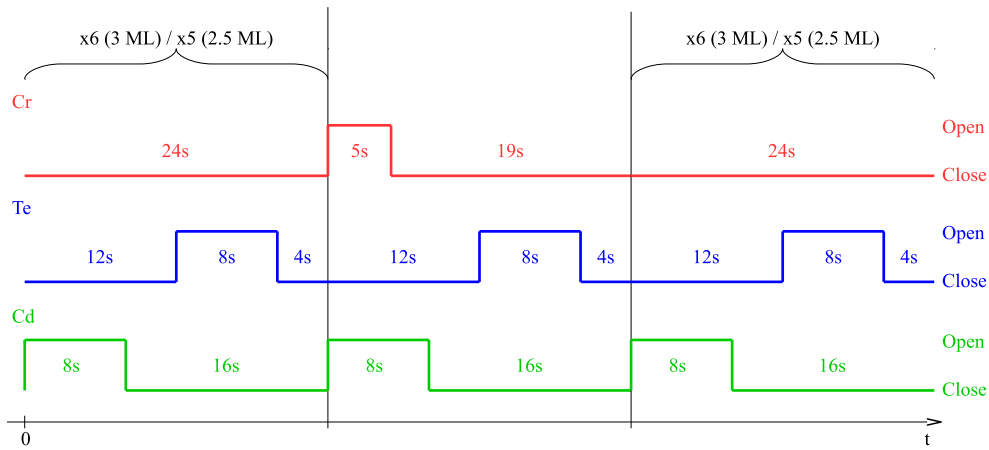 x6 (3 ML) / x5 (2.5 ML) x6 (3 ML) / x5 (2.5 ML)
Cr
Open
24s 5s 19s 24s
Close
Te
Open
12s 8s 4s 12s 8s 4s 12s 8s 4s
Close
Cd
Open
8s 16s 8s 16s 8s 16s
Close
0 t